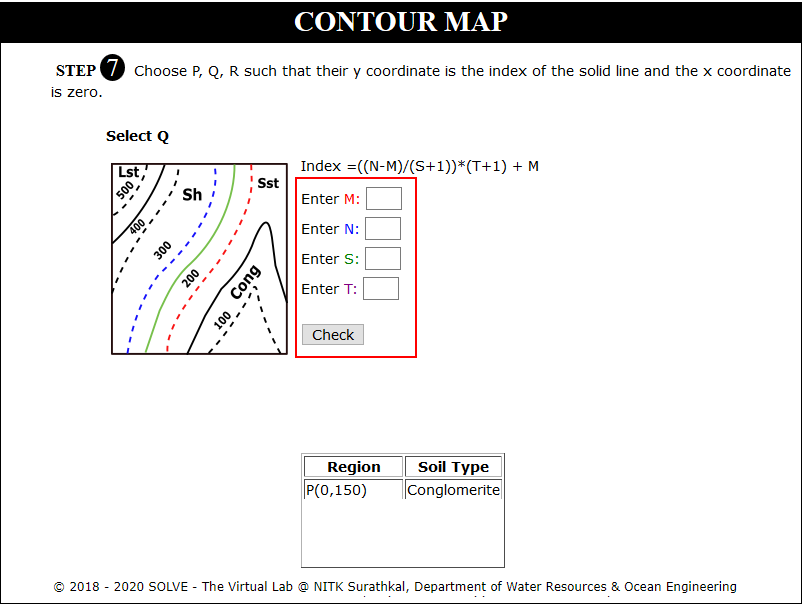 CONTOUR MAP
STEP 7 Choose P, Q, R such that their y coordinate is the index of the solid line and the x coordinate
is zero.
Select Q
Index =((N-M)/(S+1))*(T+1) + M
Lst
500
400
Sh
300
200
Sst
Cong
100
Enter M:
Enter N:
Enter S:
Enter T:
Check
Region Soil Type
P(0,150) Conglomerite
© 2018 - 2020 SOLVE - The Virtual Lab @ NITK Surathkal, Department of Water Resources & Ocean Engineering